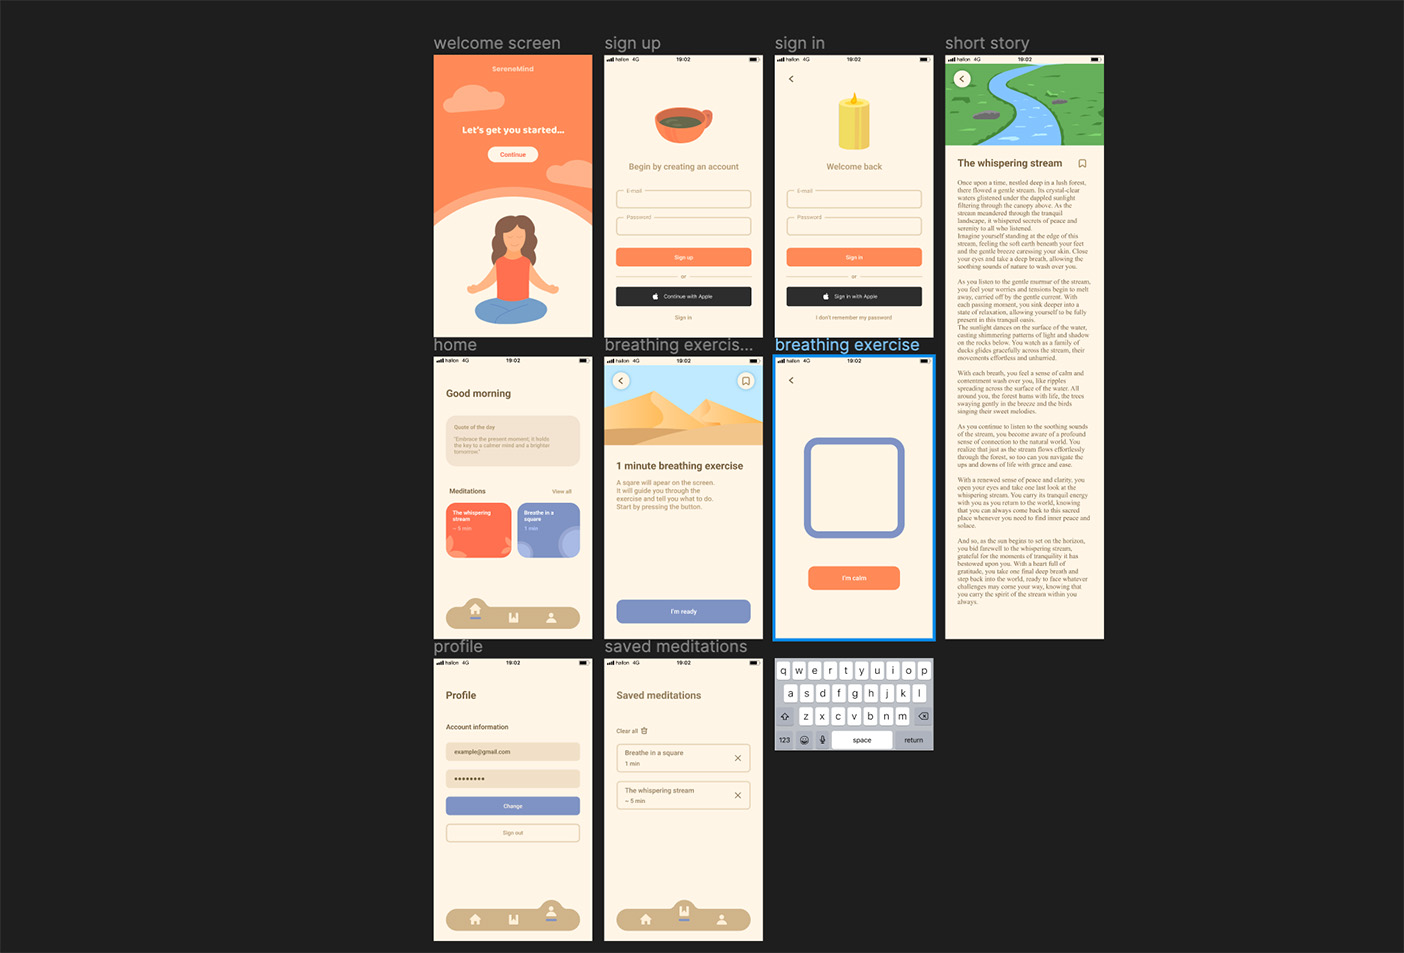 welcome screen
SereneMind
Let's get you started...
Continue
sign up
hallon 4G
19:02
Begin by creating an account
E-mail
Password
Sign up
or
Continue with Apple
Sign in
sign in
hallon 4G
19:02
Welcome back
E-mail
Password
Sign in
or
Sign in with Apple
I don't remember my password
short story
hallon 4G
19:02
The whispering stream
Once upon a time, nestled deep in a lush forest,
there flowed a gentle stream. Its crystal-clear
waters glistened under the dappled sunlight
filtering through the canopy above. As the
stream meandered through the tranquil
landscape, it whispered secrets of peace and
serenity to all who listened.
Imagine yourself standing at the edge of this
stream, feeling the soft earth beneath your feet
and the gentle breeze caressing your skin. Close
your eyes and take a deep breath, allowing the
soothing sounds of nature to wash over you.
As you listen to the gentle murmur of the stream,
you feel your worries and tensions begin to melt
away, carried off by the gentle current. With
each passing moment, you sink deeper into a
state of relaxation, allowing yourself to be fully
present in this tranquil oasis.
The sunlight dances on the surface of the water,
casting shimmering patterns of light and shadow
on the rocks below. You watch as a family of
ducks glides gracefully across the stream, their
movements effortless and unhurried.
With each breath, you feel a sense of calm and
contentment wash over you, like ripples
spreading across the surface of the water. All
around you, the forest hums with life, the trees
swaying gently in the breeze and the birds
singing their sweet melodies.
As you continue to listen to the soothing sounds
of the stream, you become aware of a profound
sense of connection to the natural world. You
realize that just as the stream flows effortlessly
through the forest, so too can you navigate the
ups and downs of life with grace and ease.
With a renewed sense of peace and clarity, you
open your eyes and take one last look at the
whispering stream. You carry its tranquil energy
with you as you return to the world, knowing
that you can always come back to this sacred
place whenever you need to find inner peace and
solace.
And so, as the sun begins to set on the horizon,
you bid farewell to the whispering stream,
grateful for the moments of tranquility it has
bestowed upon you. With a heart full of
gratitude, you take one final deep breath and
step back into the world, ready to face whatever
challenges may come your way, knowing that
you carry the spirit of the stream within you
always.
home
hallon 4G
19:02
Good morning
Quote of the day
"Embrace the present moment, it holds
the key to a calmer mind and a brighter
tomorrow."
Meditations
View all
The whispering
stream
~ 5 min
Breathe in a
square
1 min
breathing exercis...
hallon 4G
19:02
1 minute breathing exercise
A sqare will apear on the screen.
It will guide you through the
exercise and tell you what to do.
Start by pressing the button.
I'm ready
breathing exercise
hallon 4G
19:02
I'm calm
profile
hallon 4G
19:02
Profile
Account information
example@gmail.com
Change
Sign out
saved meditations
hallon 4G
19:02
Saved meditations
Clear all
Breathe in a square
1 min
The whispering stream
~ 5 min
q w e r t y u i o p
a s d f g h j k l
z x c v b n m
123 space return